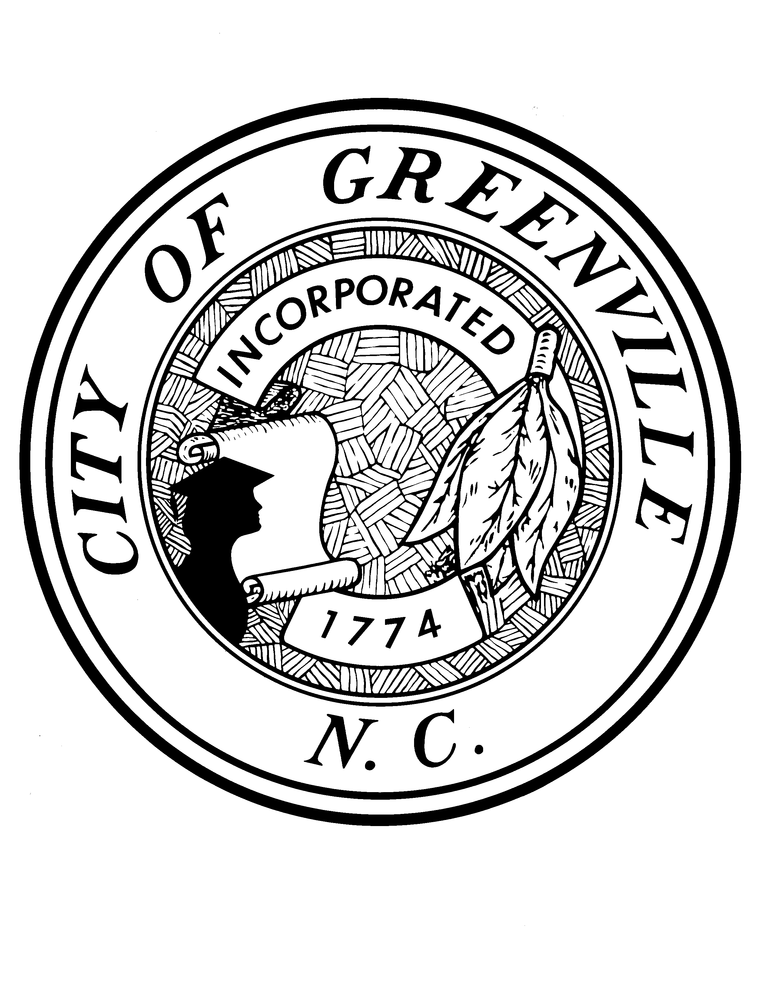 CITY OF GREENVILLE
INCORPORATED
1774
N. C.